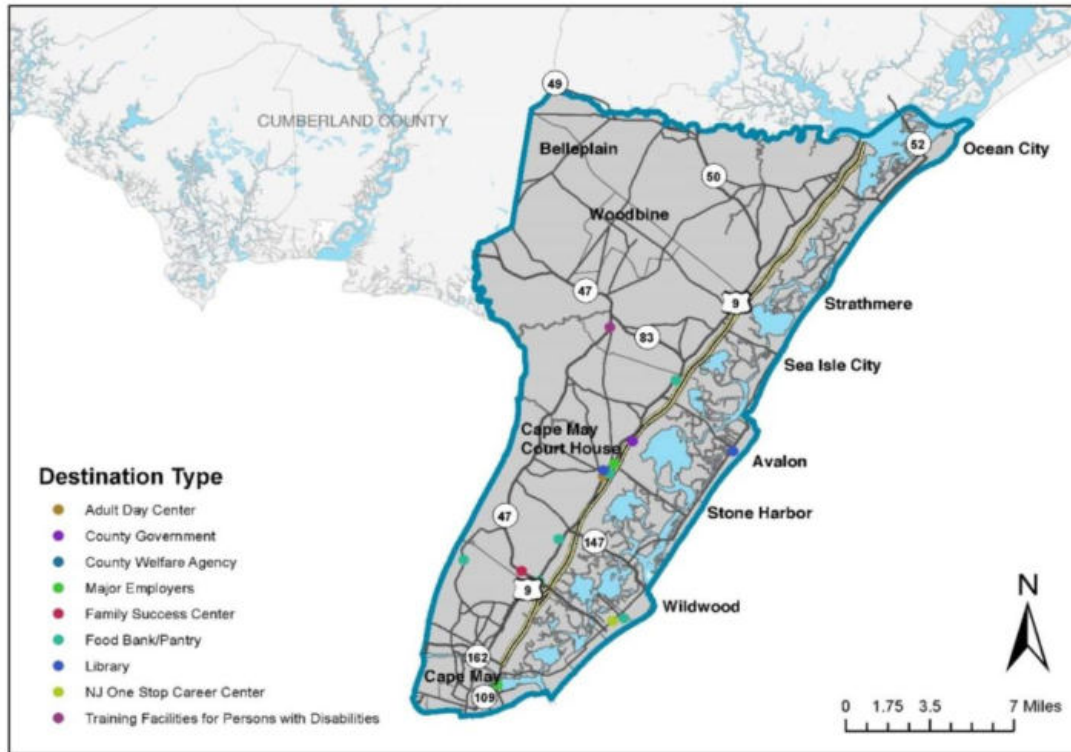 49
CUMBERLAND COUNTY
52
Ocean City
Belleplain
50
Woodbine
47
9
Strathmere
83
Sea Isle City
Cape May
Court House
Avalon
Destination Type
Stone Harbor
Adult Day Center
47
County Government
147
County Welfare Agency
Major Employers
9
Family Success Center
Wildwood
N
Food Bank/Pantry
162
Library
Cape May
NJ One Stop Career Center
109
Training Facilities for Persons with Disabilities
0 1.75 3.5 7 Miles